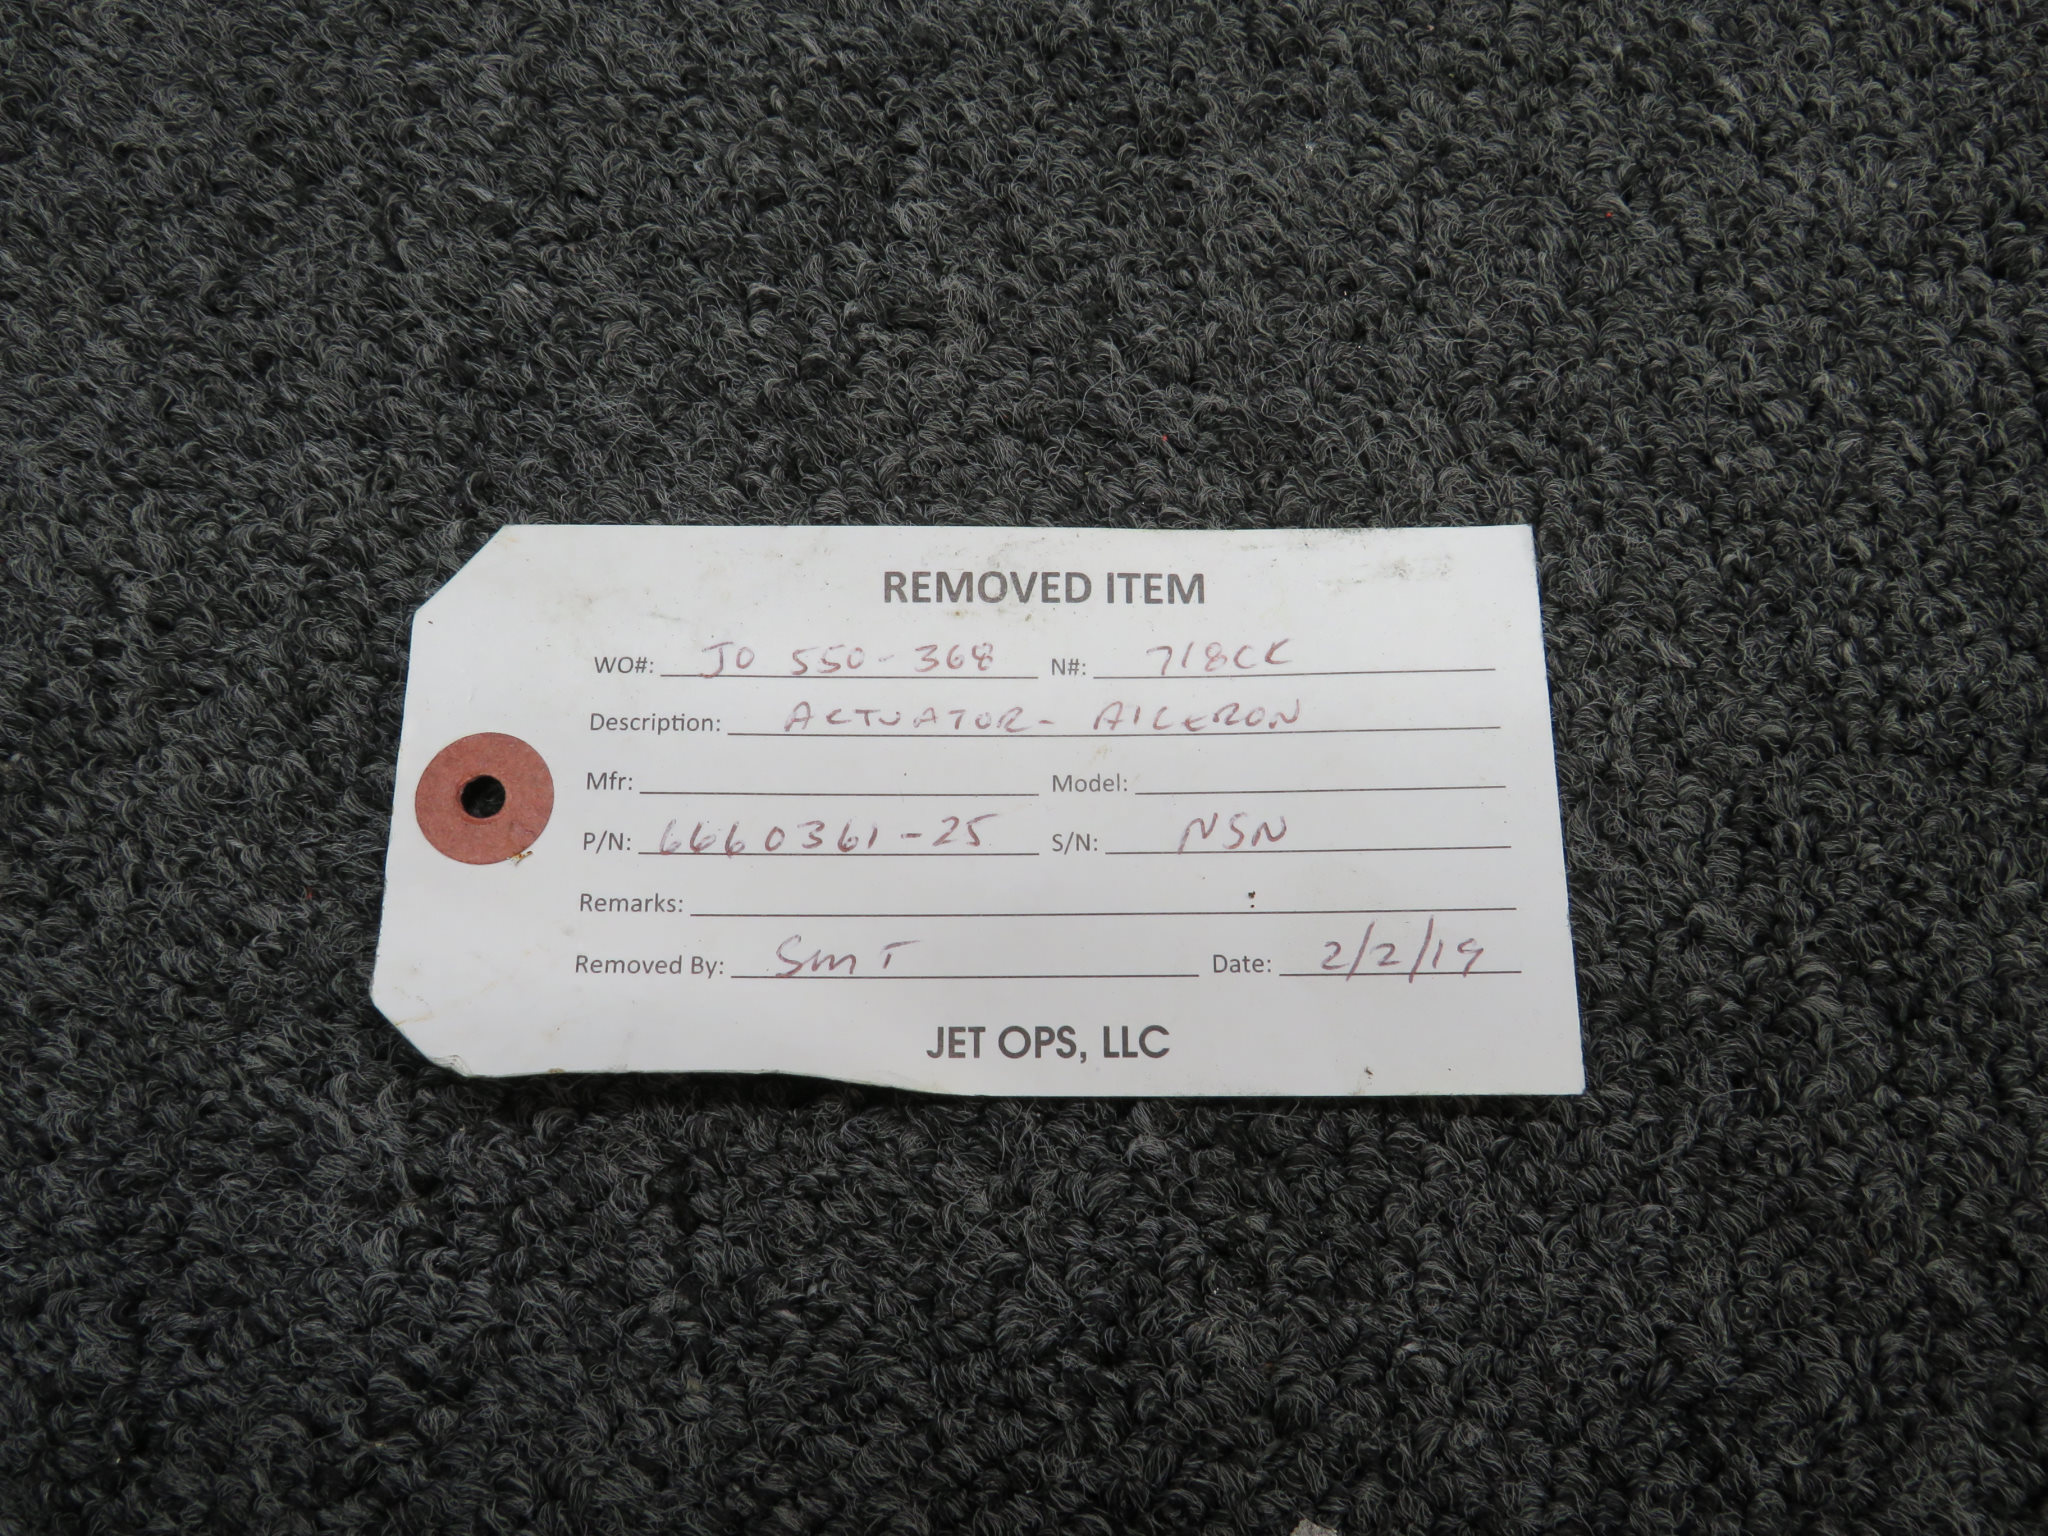 REMOVED ITEM
WO#: JO 550-368 N#: 718CK
Description: ACTUATOR- AILERON
Mfr: Model:
P/N: 6660361-25 S/N: NSN
Remarks:
Removed By: SMT Date: 2/2/19
JET OPS, LLC